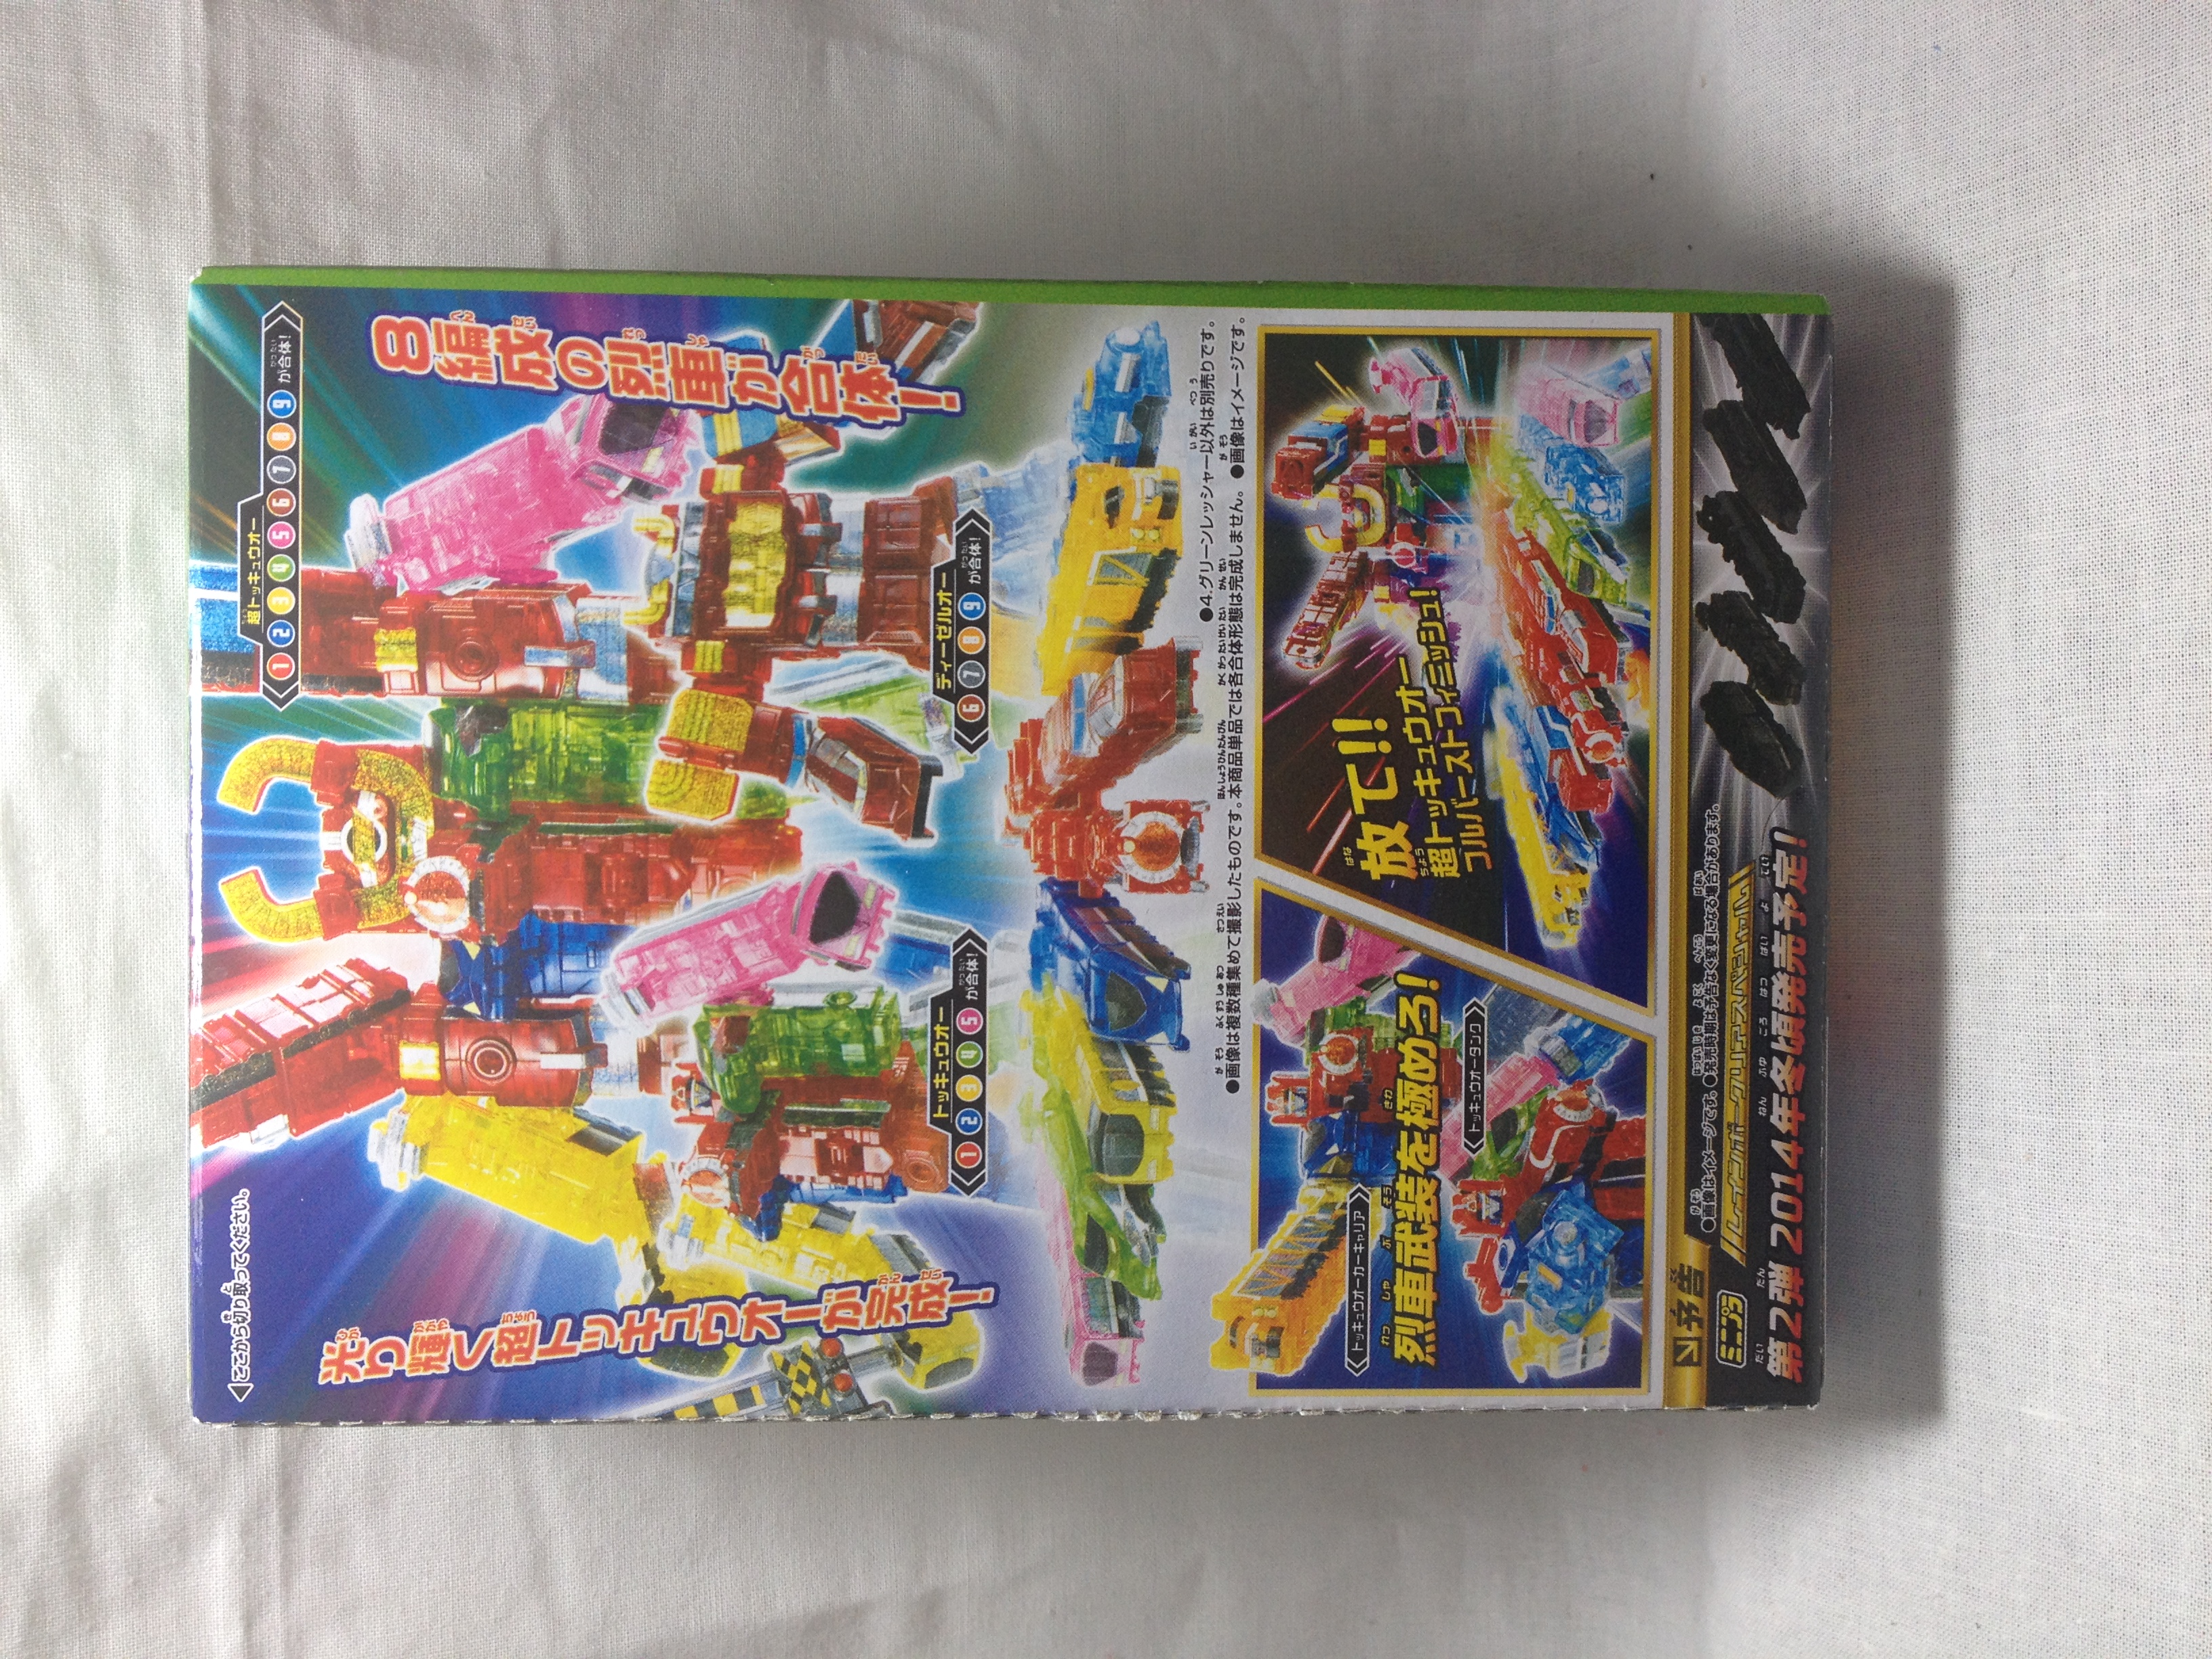 ◀ここから切り取ってください。
超トッキュウオー
1 2 3 4 5 6 7 8 9 が合体！
光り輝く超トッキュウオーが完成！
8編成の烈車が合体！
トッキュウオー
1 2 3 4 5 が合体！
ディーゼルオー
6 7 8 9 が合体！
●4.グリーンレッシャー以外は別売りです。
●画像は複数種集めて撮影したものです。本商品単品では各合体形態は完成しません。 ●画像はイメージです。
トッキュウオーカーキャリア
烈車武装を極めろ！
トッキュウオータンク
放て!!
超トッキュウオー
フルバーストフィニッシュ！
予告
●画像はイメージです。●発売時期は予告なく変更になる場合があります。
ミニプラ レインボークリアスペシャル
第2弾 2014年冬頃発売予定！